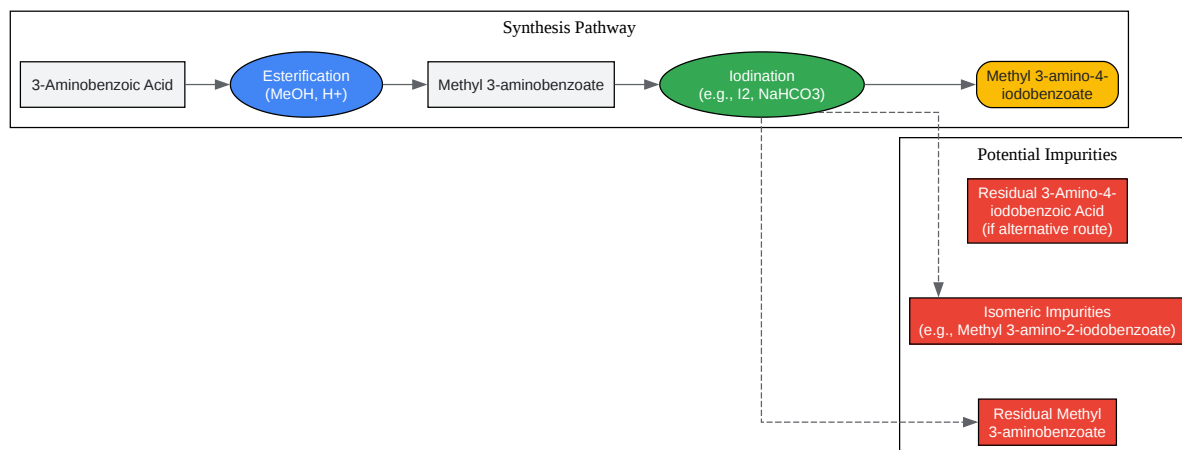 Synthesis Pathway
3-Aminobenzoic Acid
Esterification
(MeOH, H+)
Methyl 3-aminobenzoate
Iodination
(e.g., I2, NaHCO3)
Methyl 3-amino-4-
iodobenzoate
Potential Impurities
Residual 3-Amino-4-
iodobenzoic Acid
(if alternative route)
Isomeric Impurities
(e.g., Methyl 3-amino-2-iodobenzoate)
Residual Methyl
3-aminobenzoate